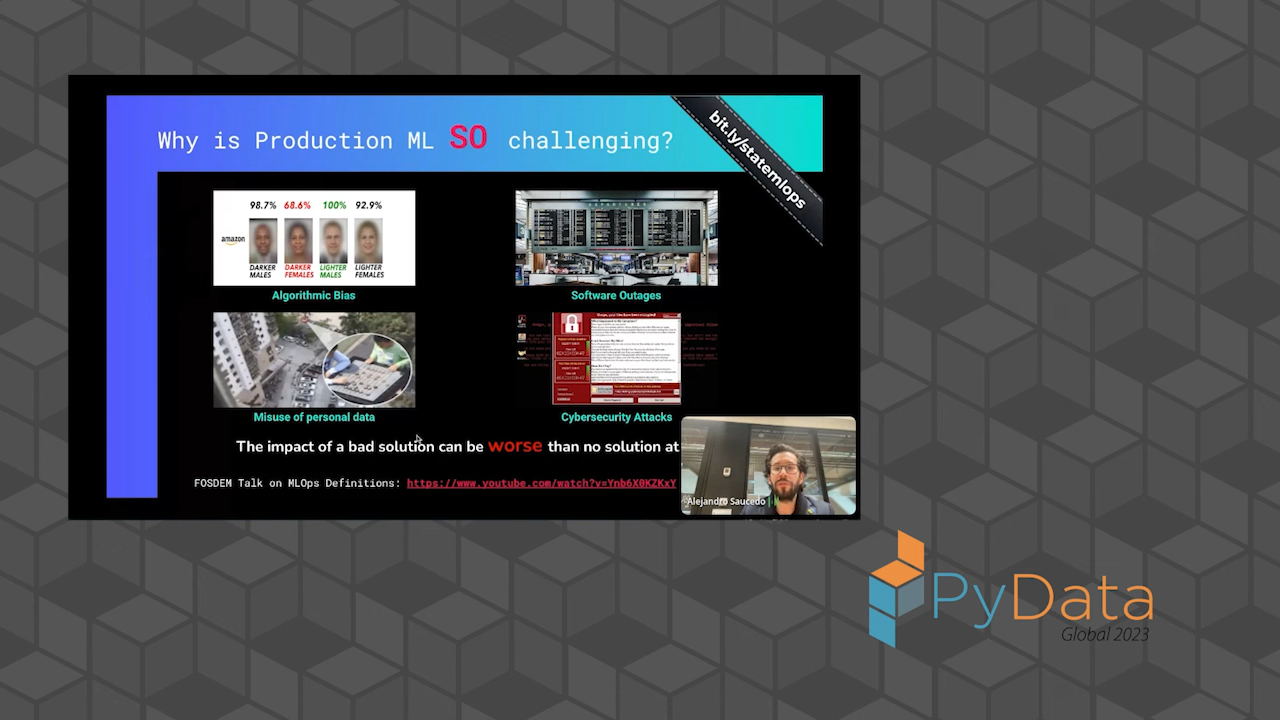 Why is Production ML SO challenging?
bit.ly/statemlops
98.7% 68.6% 100% 92.9%
amazon
DARKER MALES
DARKER FEMALES
LIGHTER MALES
LIGHTER FEMALES
Algorithmic Bias
Software Outages
Misuse of personal data
Cybersecurity Attacks
The impact of a bad solution can be worse than no solution at
FOSDEM Talk on MLOps Definitions: https://www.youtube.com/watch?v=Ynb6X0KZKxY
Alejandro Saucedo
PyData
Global 2023